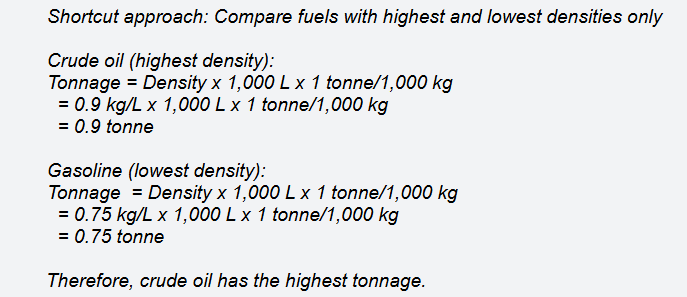 Shortcut approach: Compare fuels with highest and lowest densities only
Crude oil (highest density):
Tonnage = Density x 1,000 L x 1 tonne/1,000 kg
= 0.9 kg/L x 1,000 L x 1 tonne/1,000 kg
= 0.9 tonne
Gasoline (lowest density):
Tonnage = Density x 1,000 L x 1 tonne/1,000 kg
= 0.75 kg/L x 1,000 L x 1 tonne/1,000 kg
= 0.75 tonne
Therefore, crude oil has the highest tonnage.